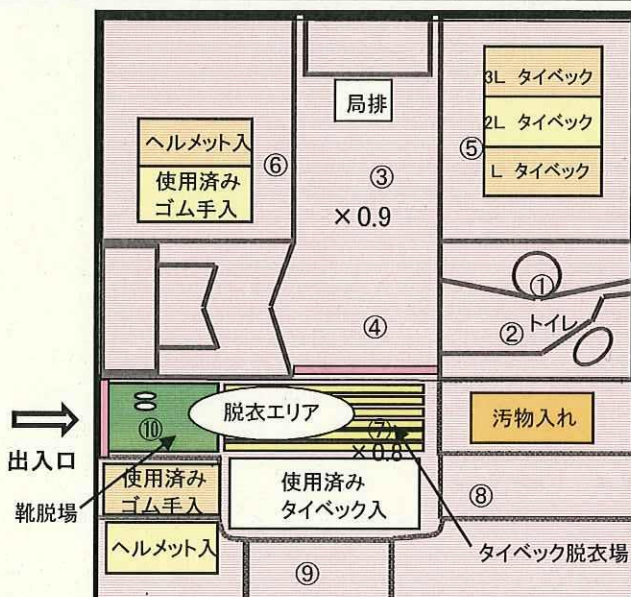 局排
3L タイベック
2L タイベック
L タイベック
⑤
ヘルメット入
使用済み
ゴム手入
⑥
③
×0.9
①
④
②
トイレ
脱衣エリア
⑩
⑦
×0.8
汚物入れ
出入口
靴脱場
使用済み
ゴム手入
使用済み
タイベック入
⑧
ヘルメット入
タイベック脱衣場
⑨